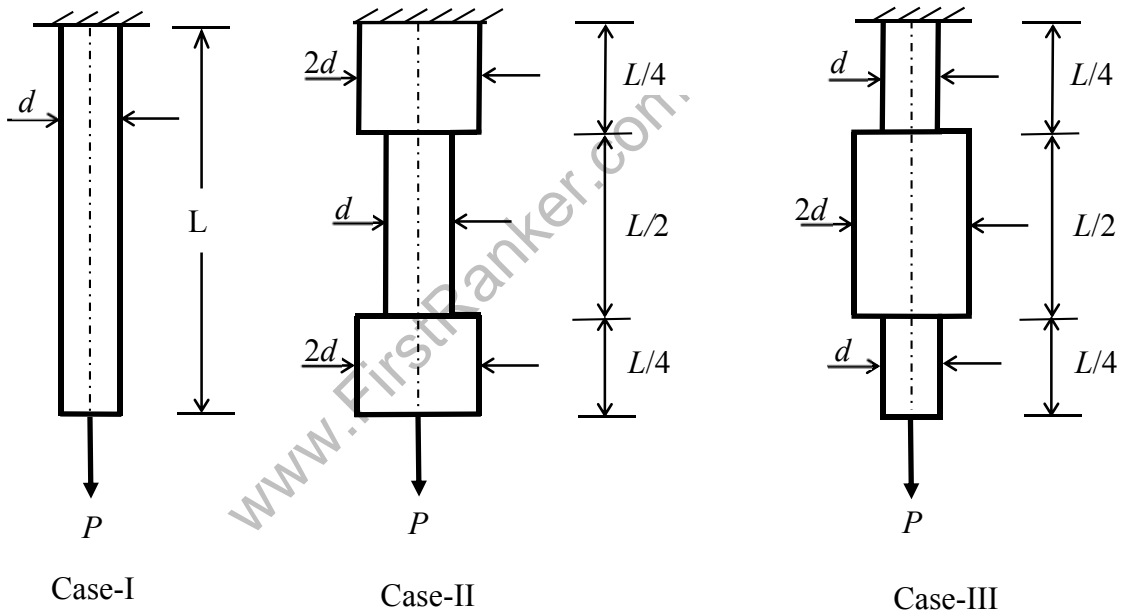 d
L
P
Case-I
2d
d
2d
L/4
L/2
L/4
P
Case-II
d
2d
d
L/4
L/2
L/4
P
Case-III
www.FirstRanker.com